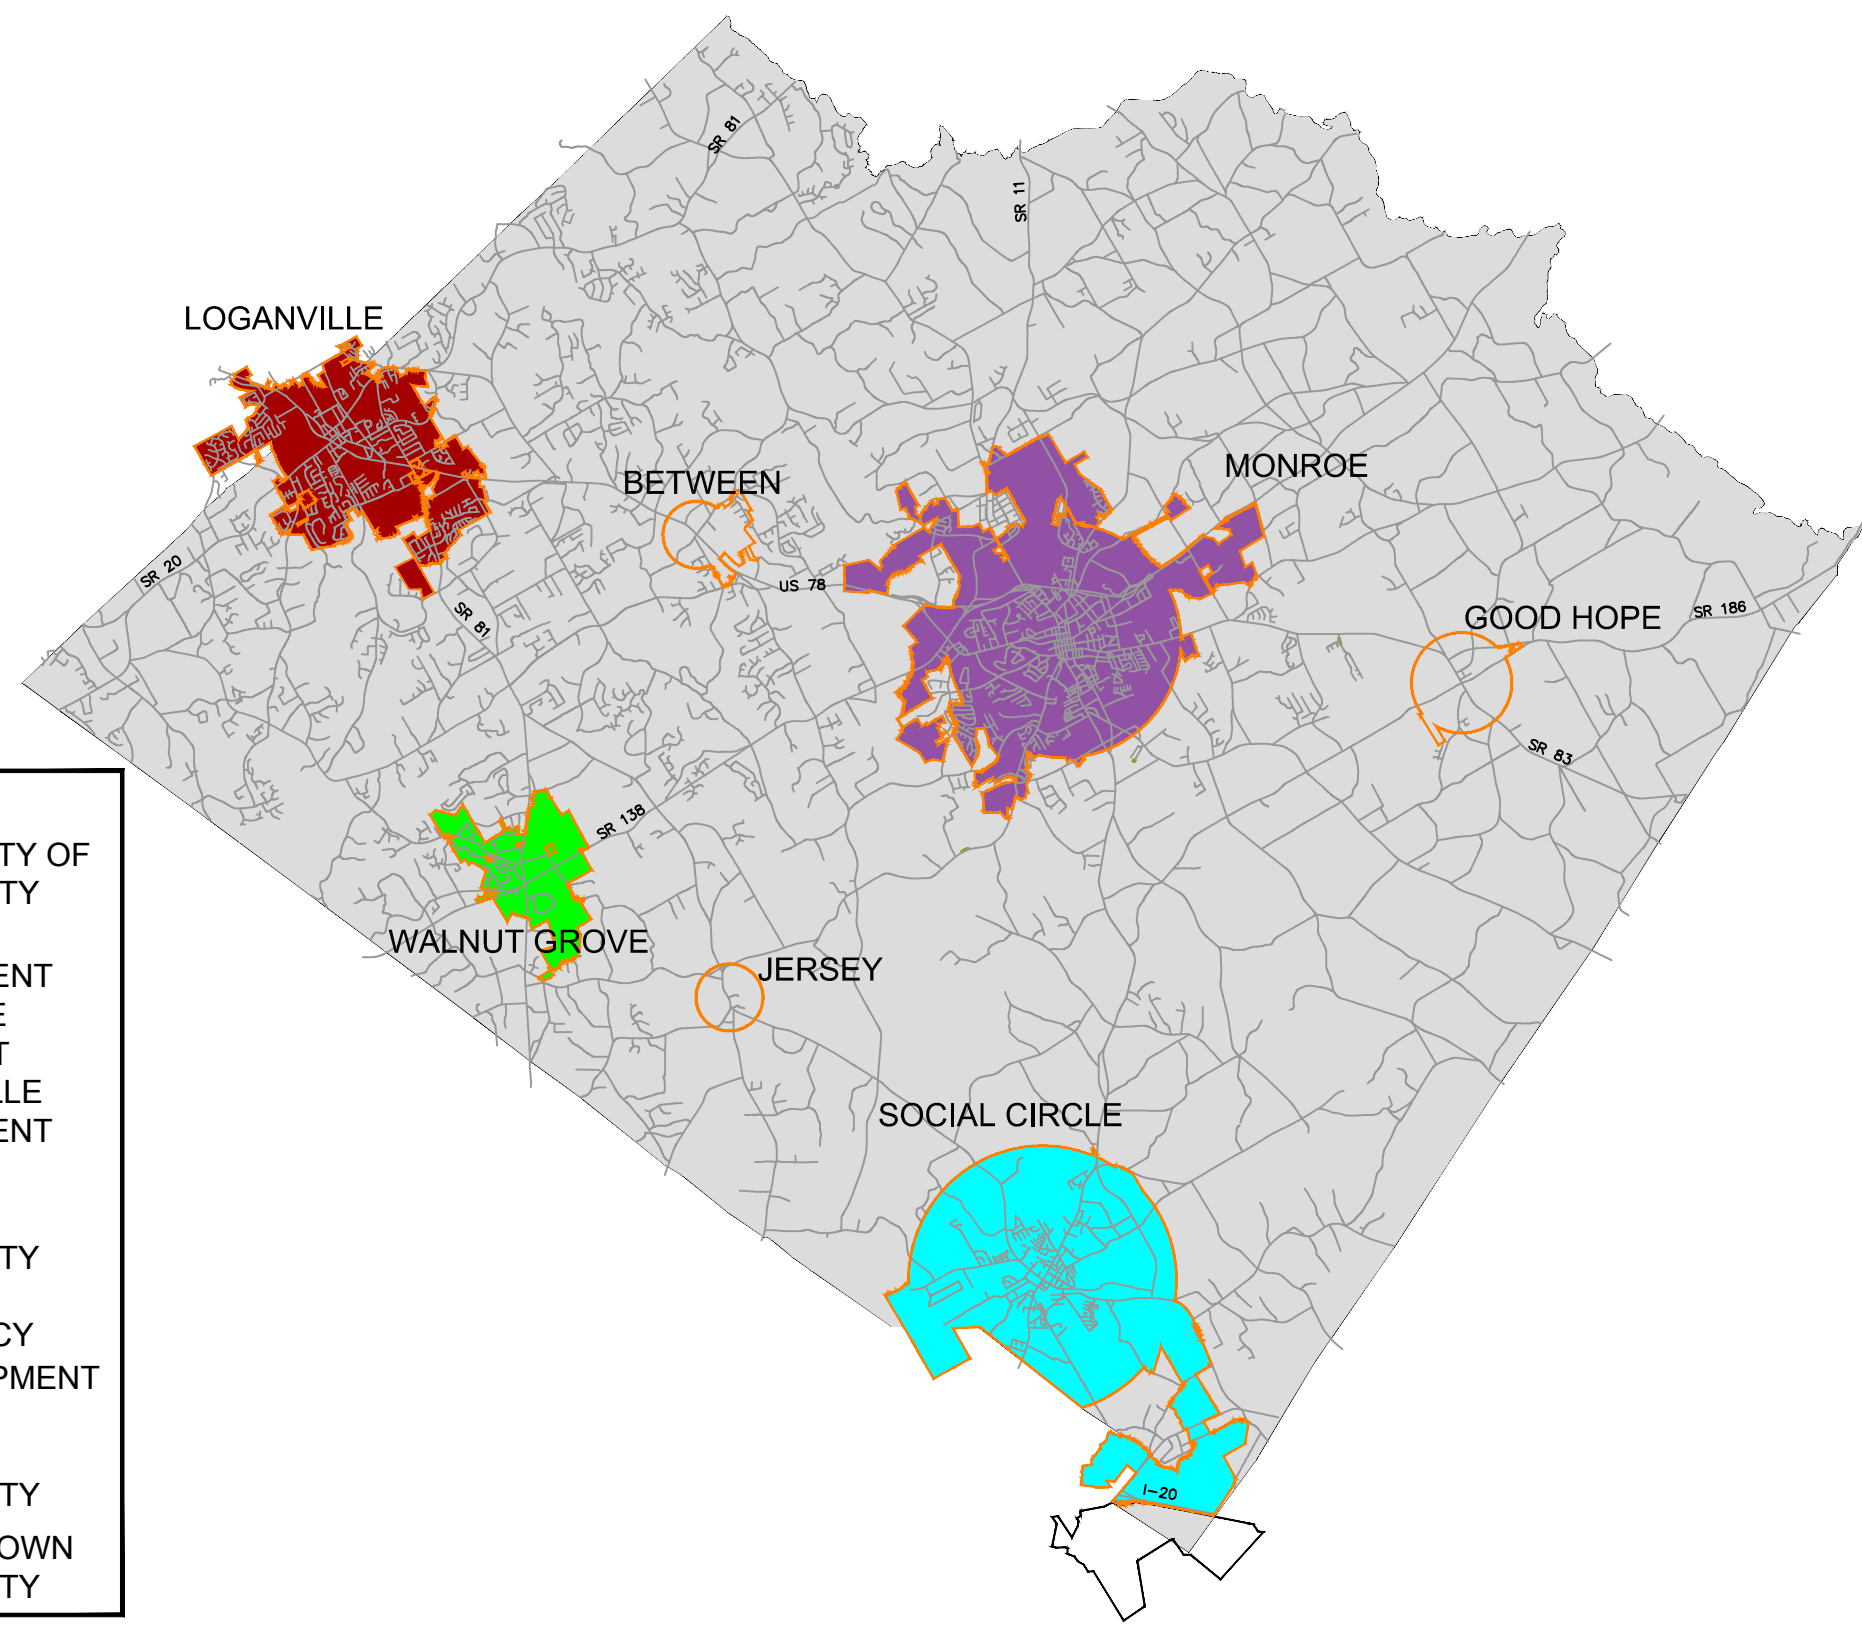 SR 81
SR 11
LOGANVILLE
BETWEEN
MONROE
SR 20
US 78
SR 81
GOOD HOPE
SR 186
SR 83
SR 138
WALNUT GROVE
JERSEY
SOCIAL CIRCLE
I-20
TY OF
TY
ENT
E
T
LLE
ENT
TY
CY
PMENT
TY
OWN
TY